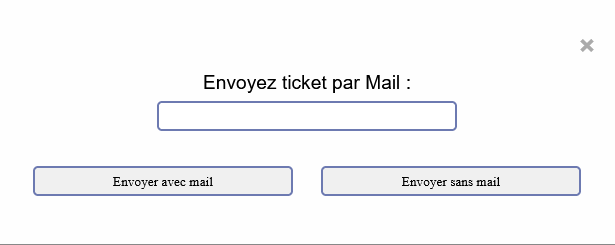 Envoyez ticket par Mail :
Envoyer avec mail
Envoyer sans mail